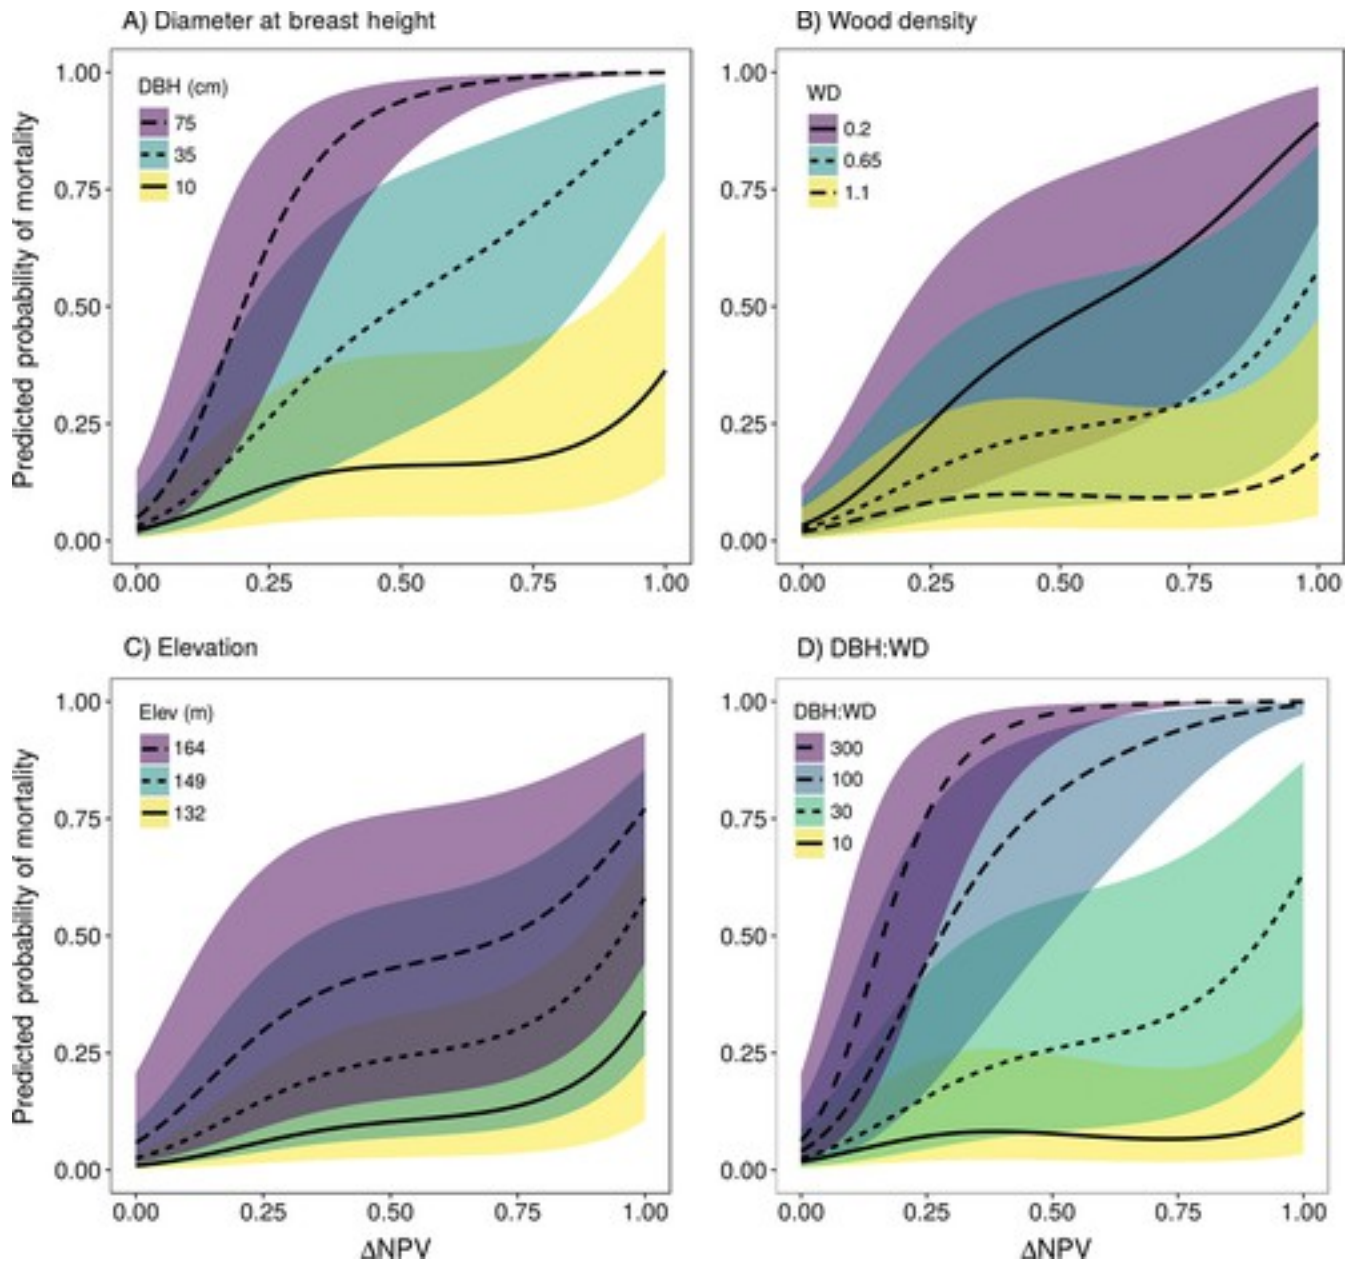 A) Diameter at breast height
B) Wood density
Predicted probability of mortality
1.00
0.75
0.50
0.25
0.00
DBH (cm)
75
35
10
0.00 0.25 0.50 0.75 1.00
1.00
0.75
0.50
0.25
0.00
WD
0.2
0.65
1.1
0.00 0.25 0.50 0.75 1.00
C) Elevation
D) DBH:WD
Predicted probability of mortality
1.00
0.75
0.50
0.25
0.00
Elev (m)
164
149
132
0.00 0.25 0.50 0.75 1.00
ΔNPV
1.00
0.75
0.50
0.25
0.00
DBH:WD
300
100
30
10
0.00 0.25 0.50 0.75 1.00
ΔNPV